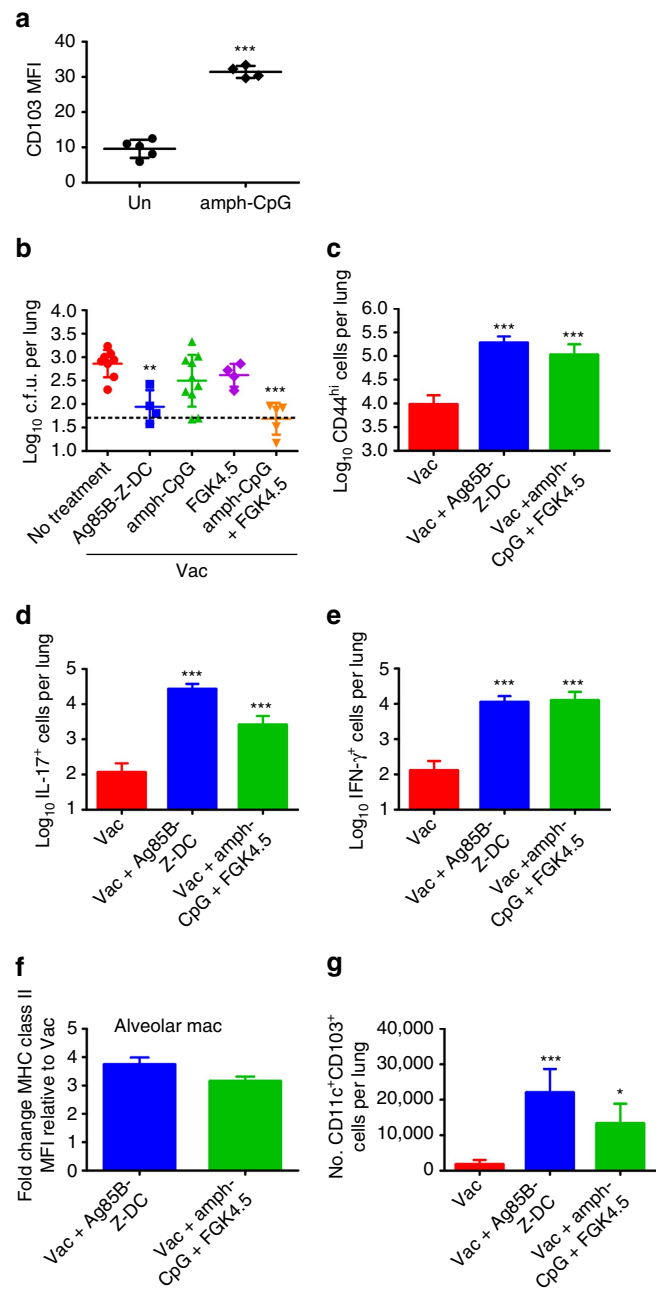 a
CD103 MFI
40
30
20
10
0
***
Un
amph-CpG
b
Log10 c.f.u. per lung
4.0
3.5
3.0
2.5
2.0
1.5
1.0
**
***
No treatment
Ag85B-Z-DC
amph-CpG
FGK4.5
amph-CpG
+ FGK4.5
Vac
c
Log10 CD44hi cells per lung
6.0
5.5
5.0
4.5
4.0
3.5
3.0
***
***
Vac
Vac + Ag85B-
Z-DC
Vac +amph-
CpG + FGK4.5
d
Log10 IL-17+ cells per lung
5
4
3
2
1
***
***
Vac
Vac + Ag85B-
Z-DC
Vac + amph-
CpG + FGK4.5
e
Log10 IFN-γ+ cells per lung
5
4
3
2
1
***
***
Vac
Vac + Ag85B-
Z-DC
Vac +amph-
CpG + FGK4.5
f
Fold change MHC class II
MFI relative to Vac
5
4
3
2
1
0
Alveolar mac
Vac + Ag85B-
Z-DC
Vac + amph-
CpG + FGK4.5
g
No. CD11c+CD103+
cells per lung
40,000
30,000
20,000
10,000
0
***
*
Vac
Vac + Ag85B-
Z-DC
Vac + amph-
CpG + FGK4.5